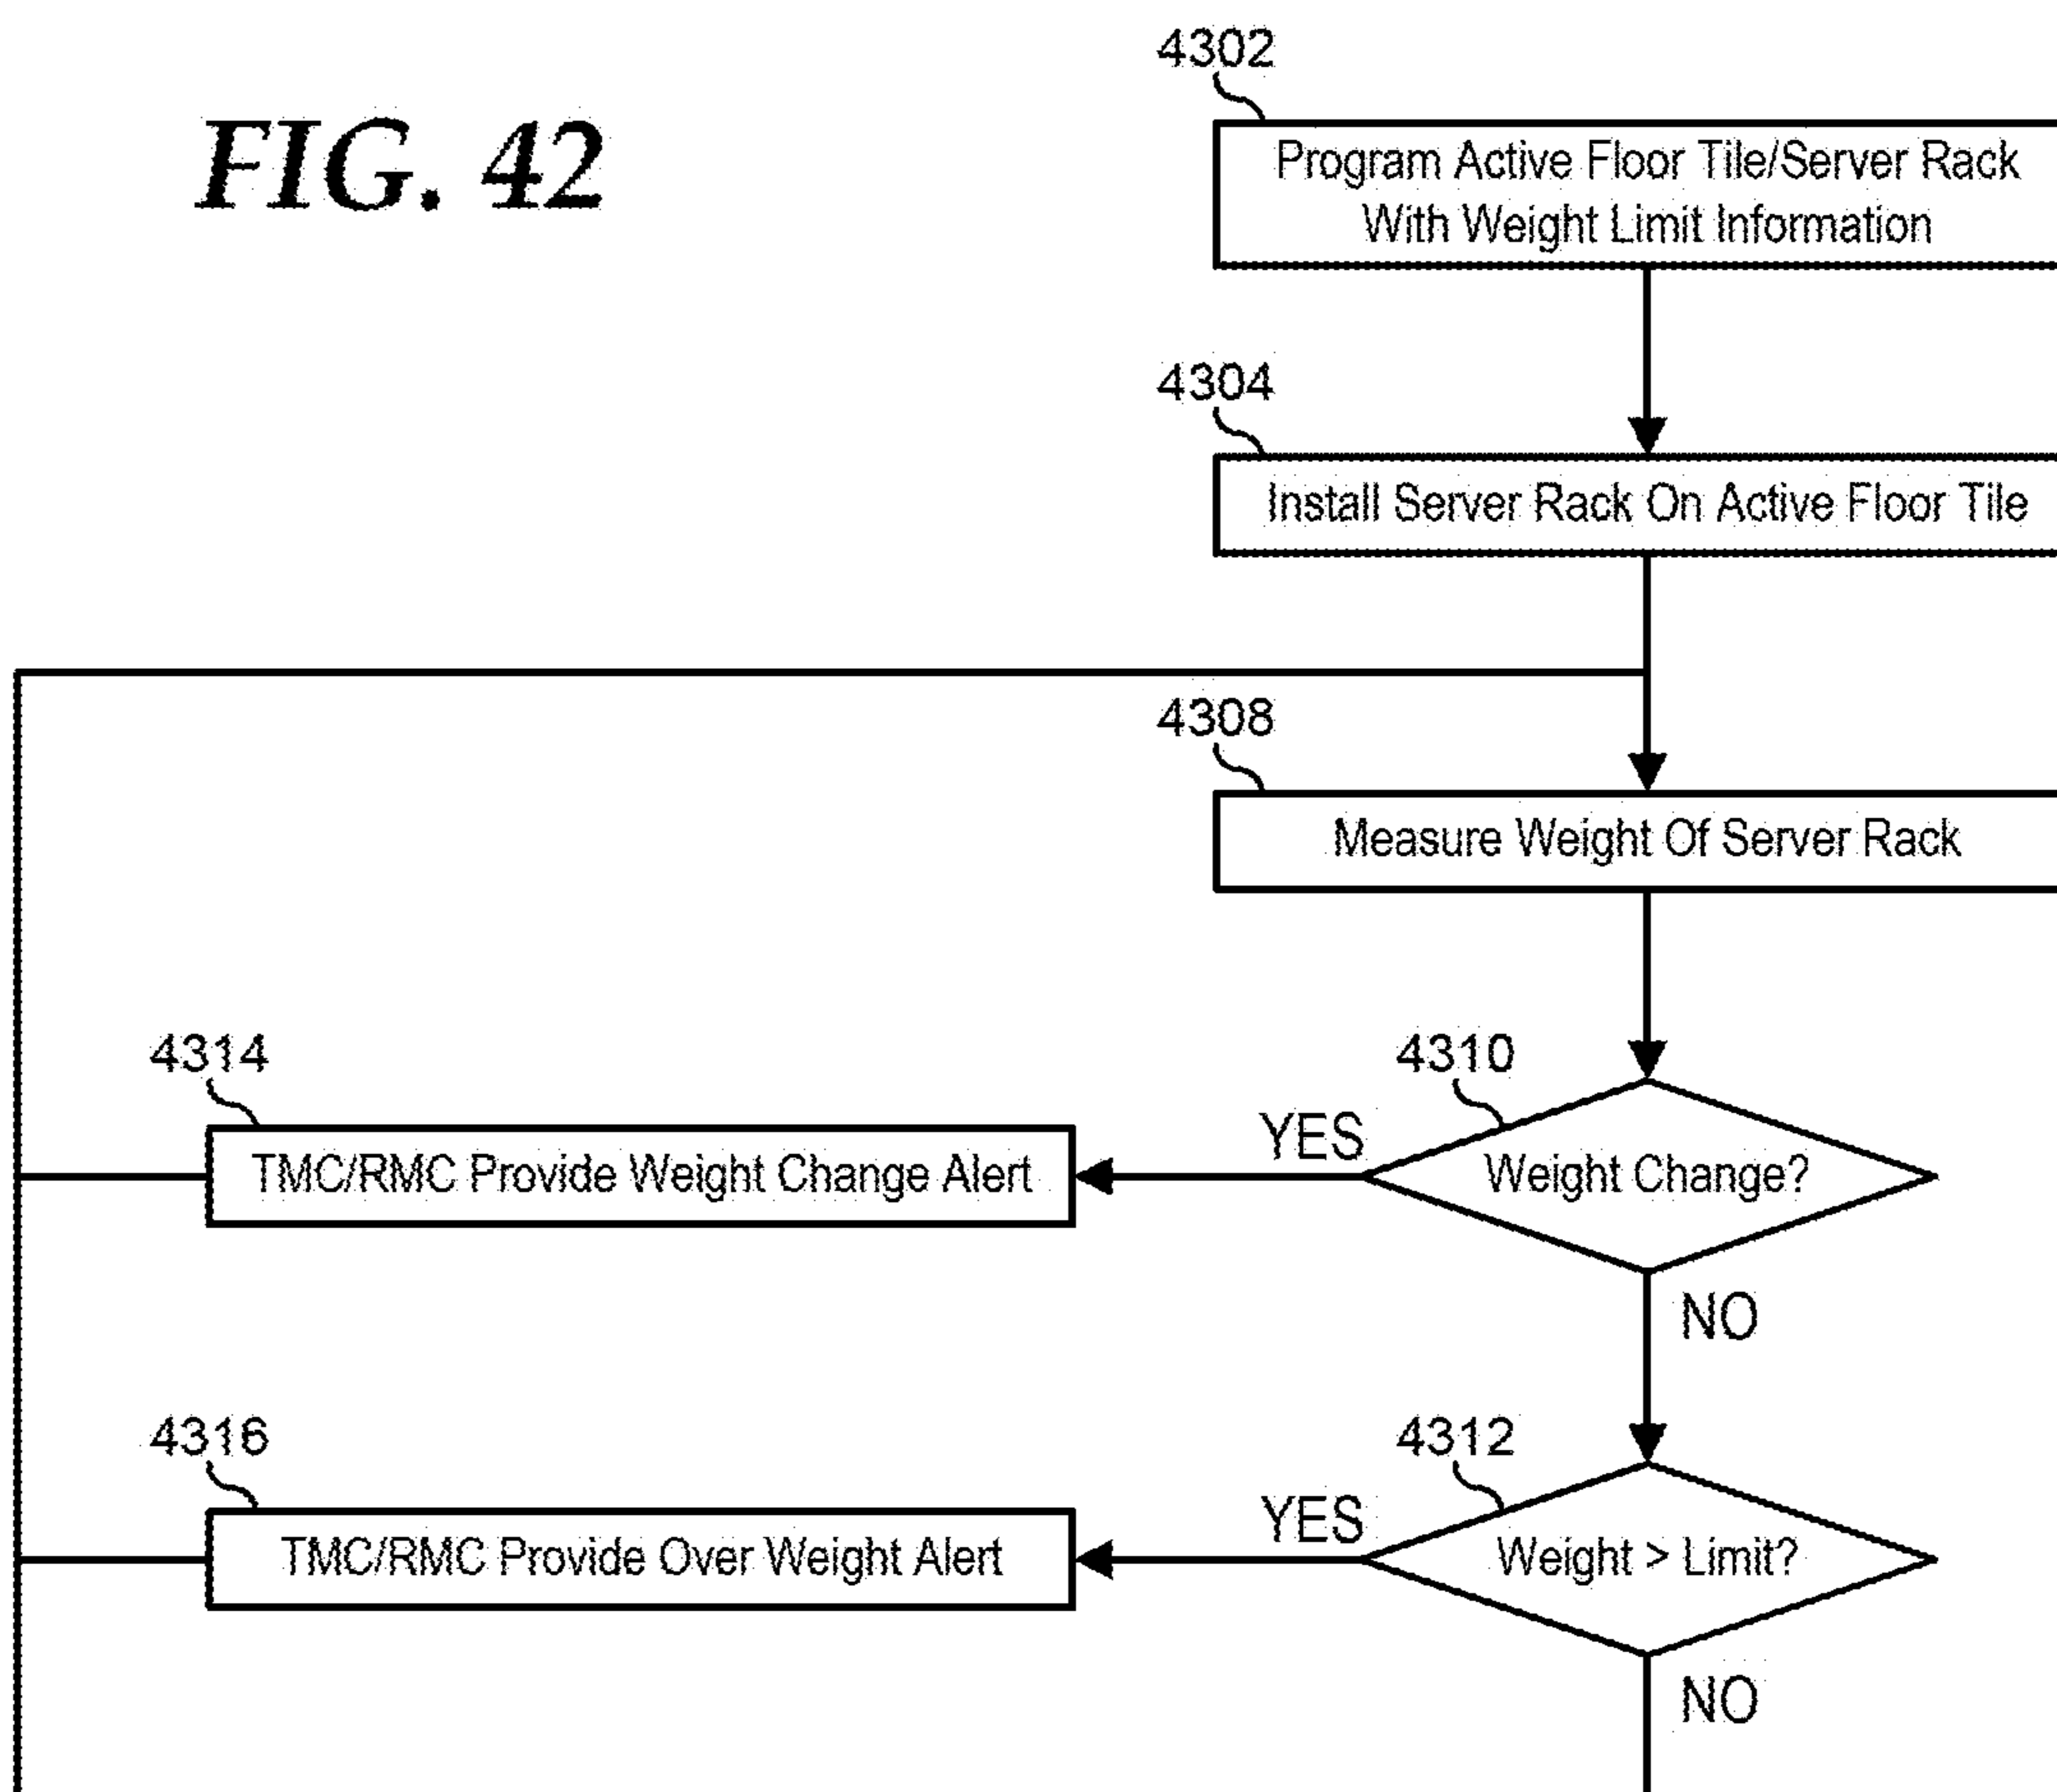 FIG. 42
4302
Program Active Floor Tile/Server Rack
With Weight Limit Information
4304
Install Server Rack On Active Floor Tile
4308
Measure Weight Of Server Rack
4314
4310
TMC/RMC Provide Weight Change Alert
YES
Weight Change?
NO
4316
4312
TMC/RMC Provide Over Weight Alert
YES
Weight > Limit?
NO